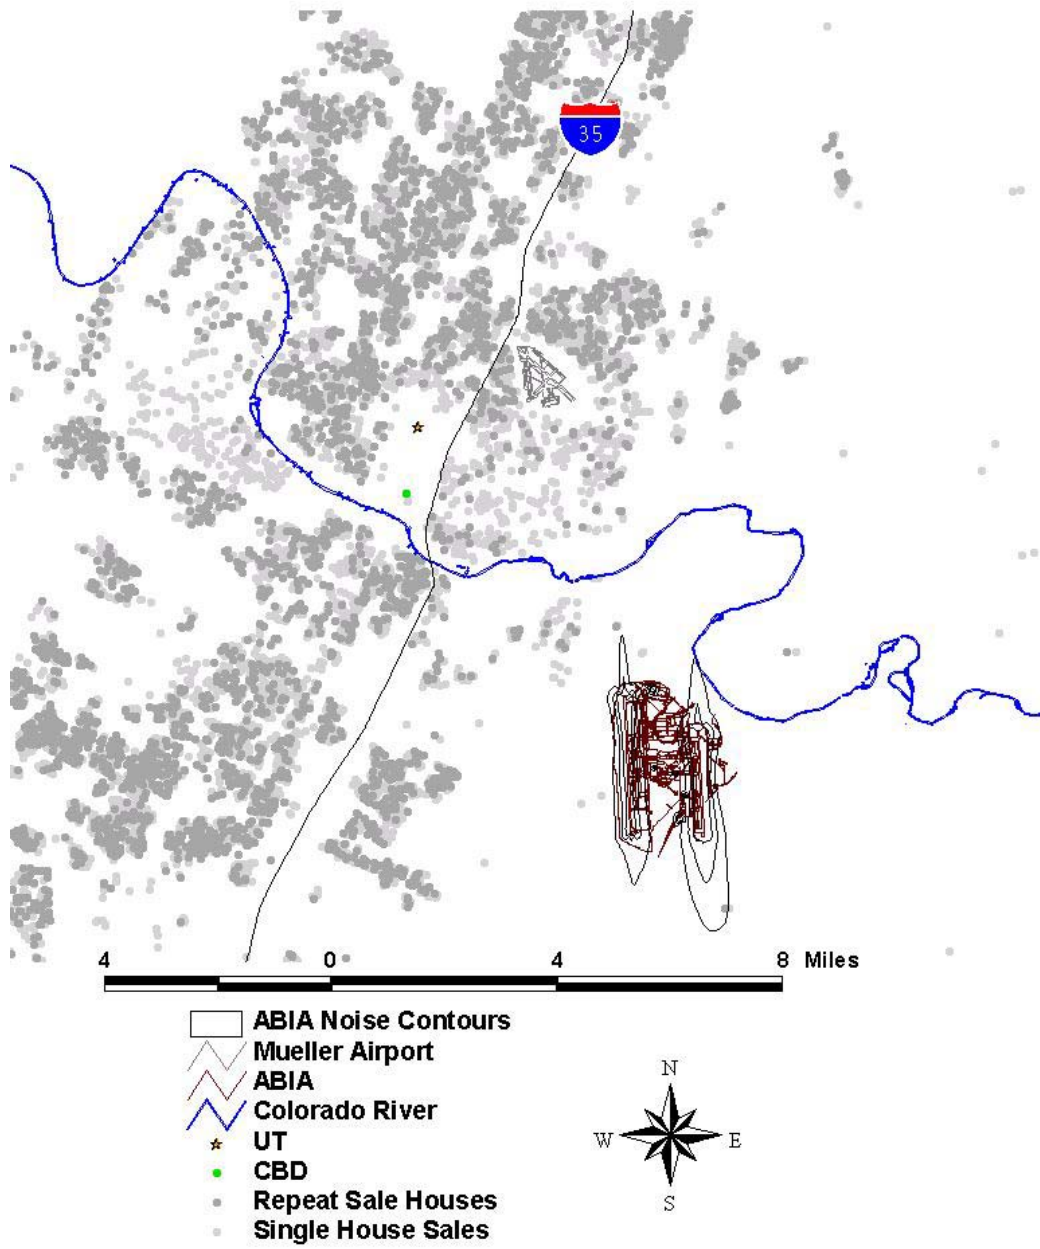 35
4 0 4 8 Miles
ABIA Noise Contours
Mueller Airport
ABIA
Colorado River
UT
CBD
Repeat Sale Houses
Single House Sales
N
W E
S